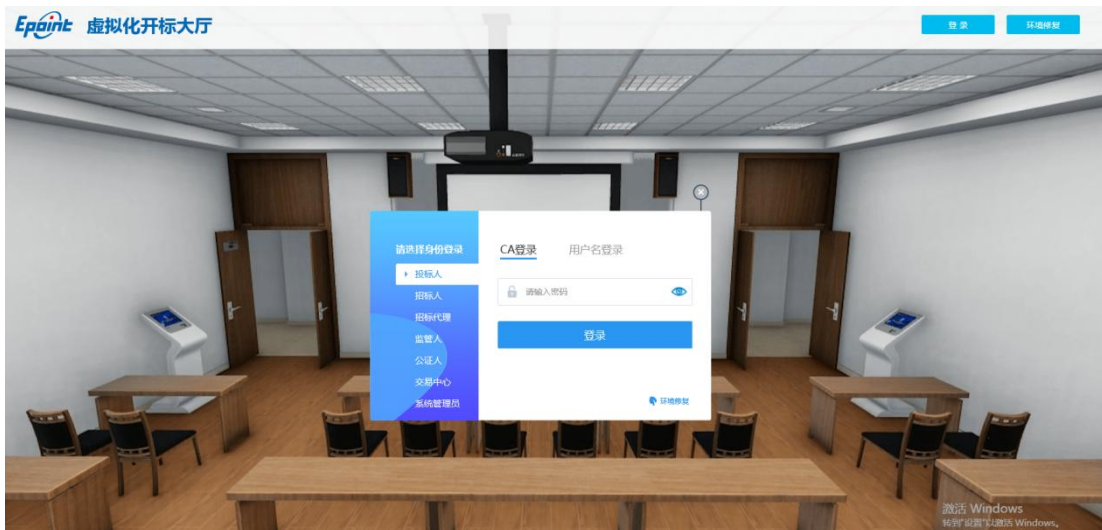 Epoint 虚拟化开标大厅
登录
环境修复
请选择身份登录
投标人
招标人
招标代理
监管人
公证人
交易中心
系统管理员
CA登录
用户名登录
请输入密码
登录
环境修复
激活 Windows
转到"设置"以激活 Windows。